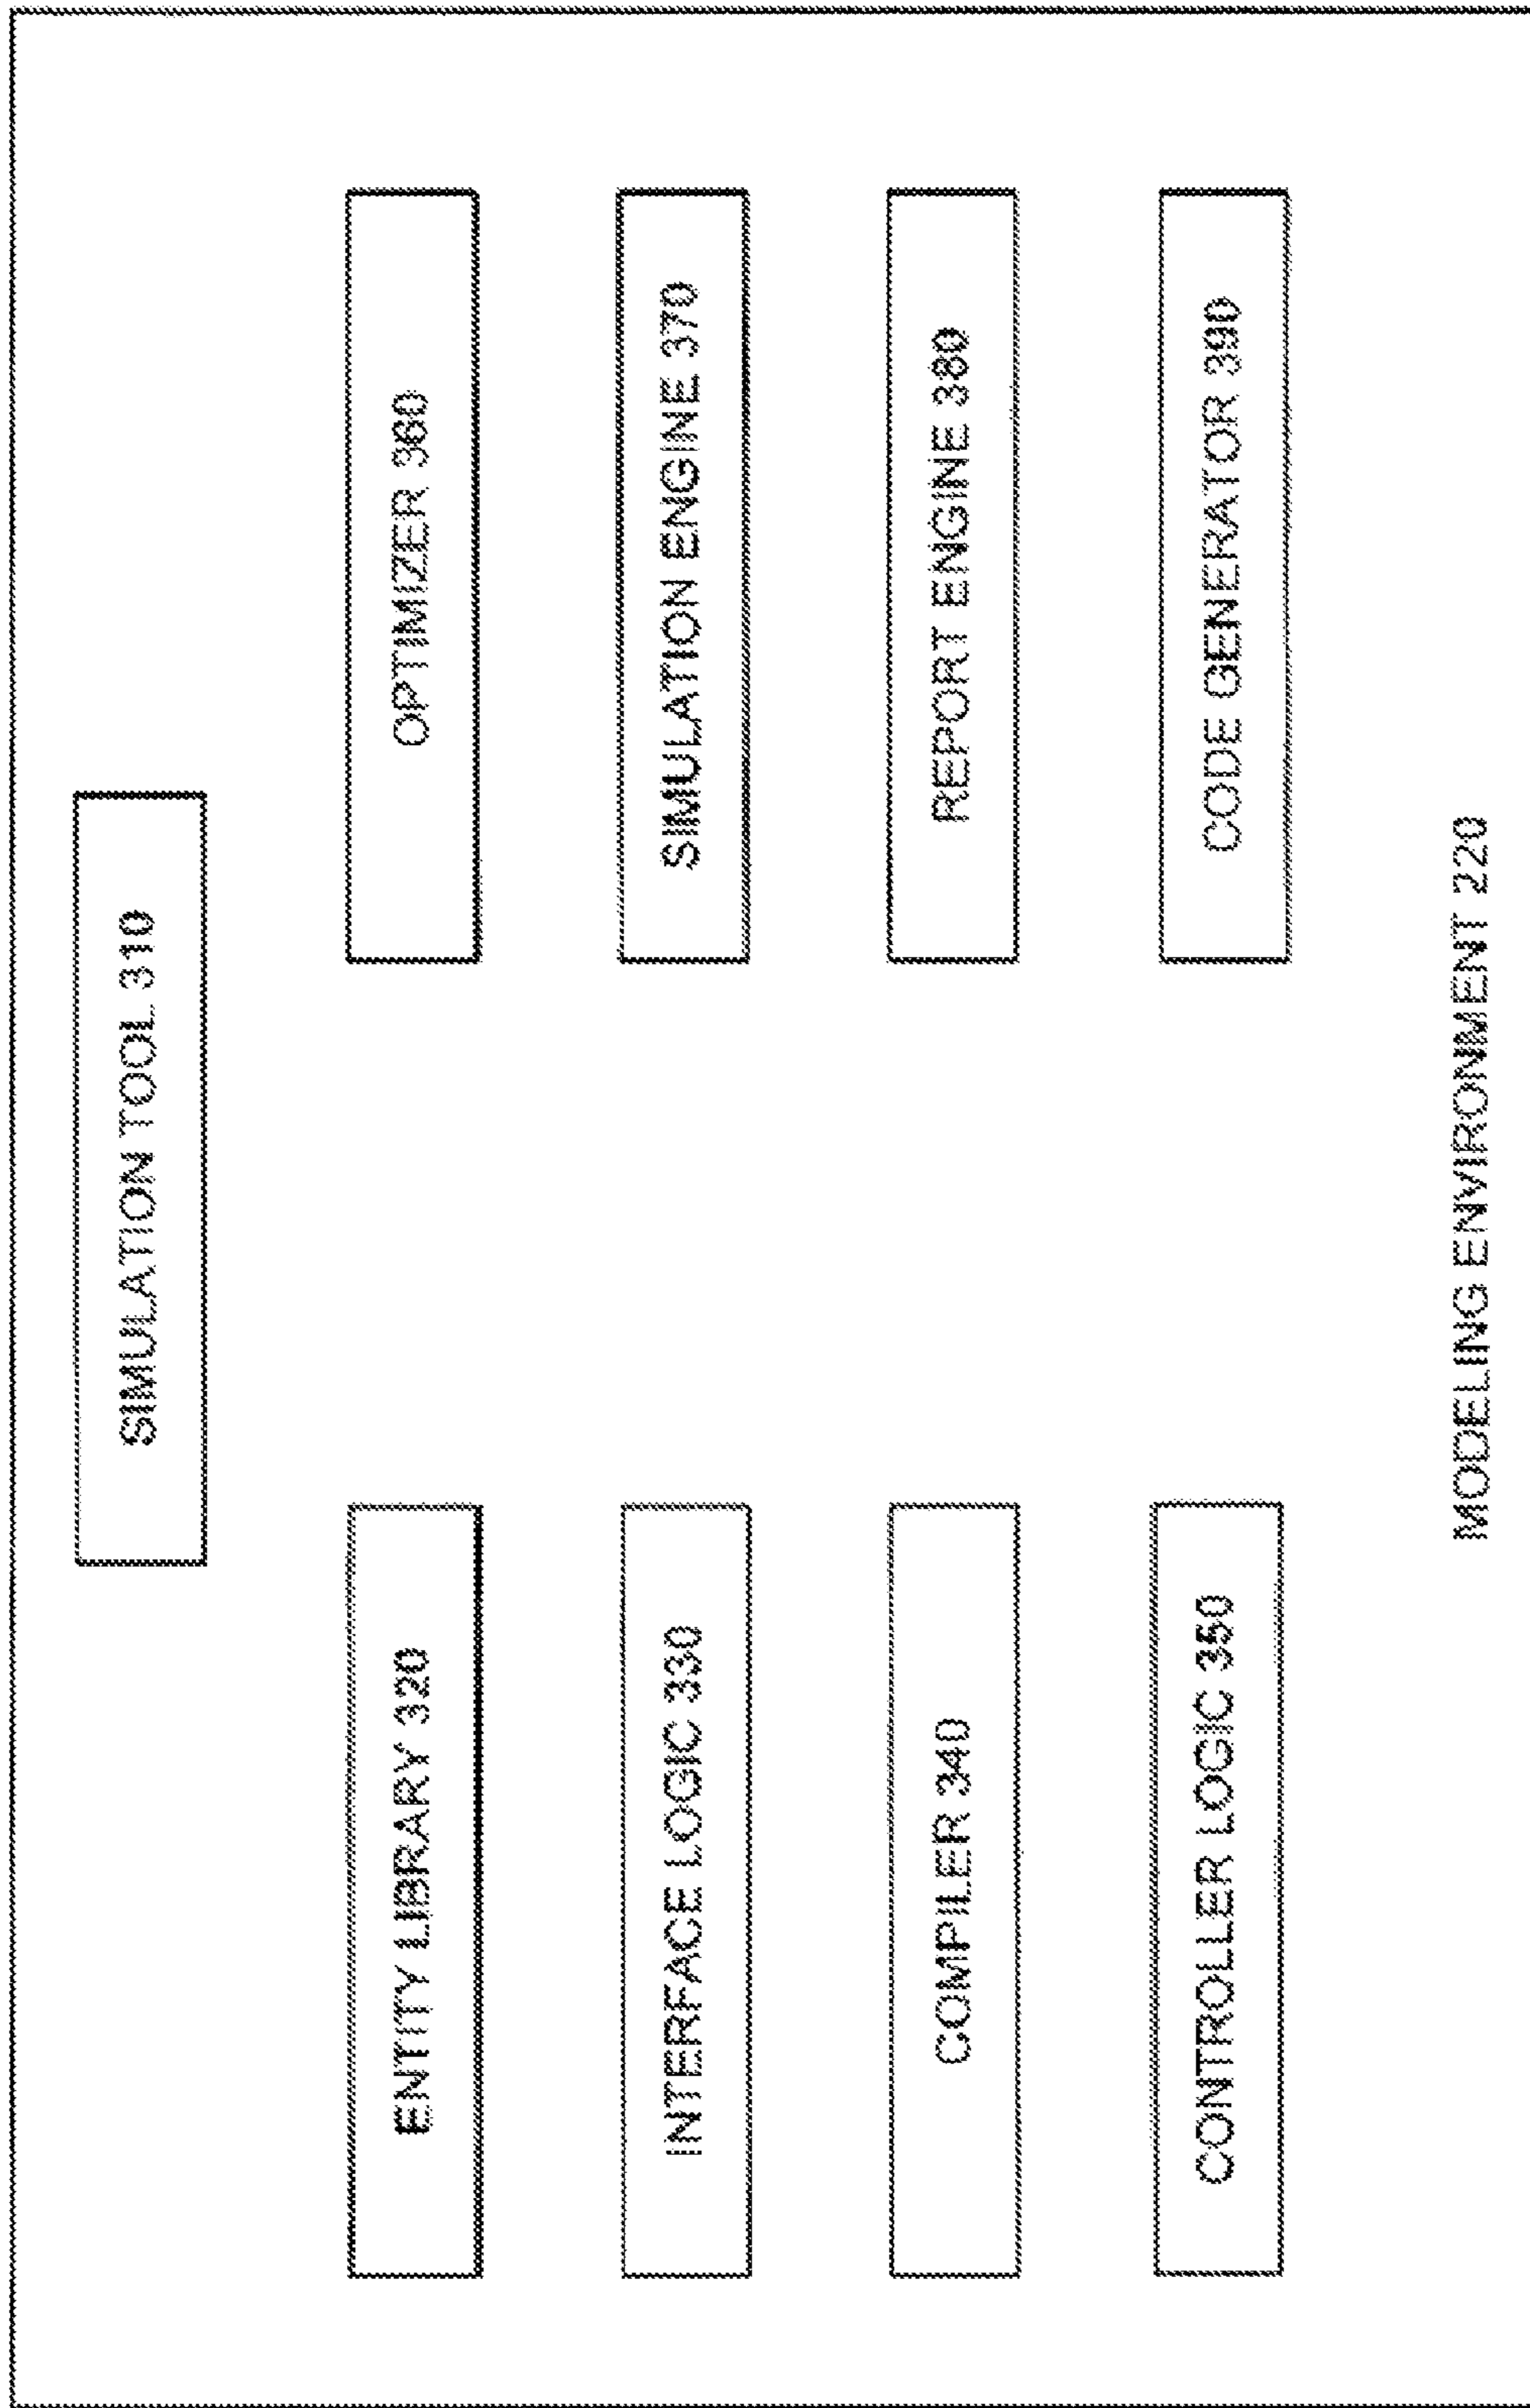 SIMULATION TOOL 310
ENTITY LIBRARY 320
OPTIMIZER 360
INTERFACE LOGIC 330
SIMULATION ENGINE 370
COMPILER 340
REPORT ENGINE 380
CONTROLLER LOGIC 350
CODE GENERATOR 390
MODELING ENVIRONMENT 220